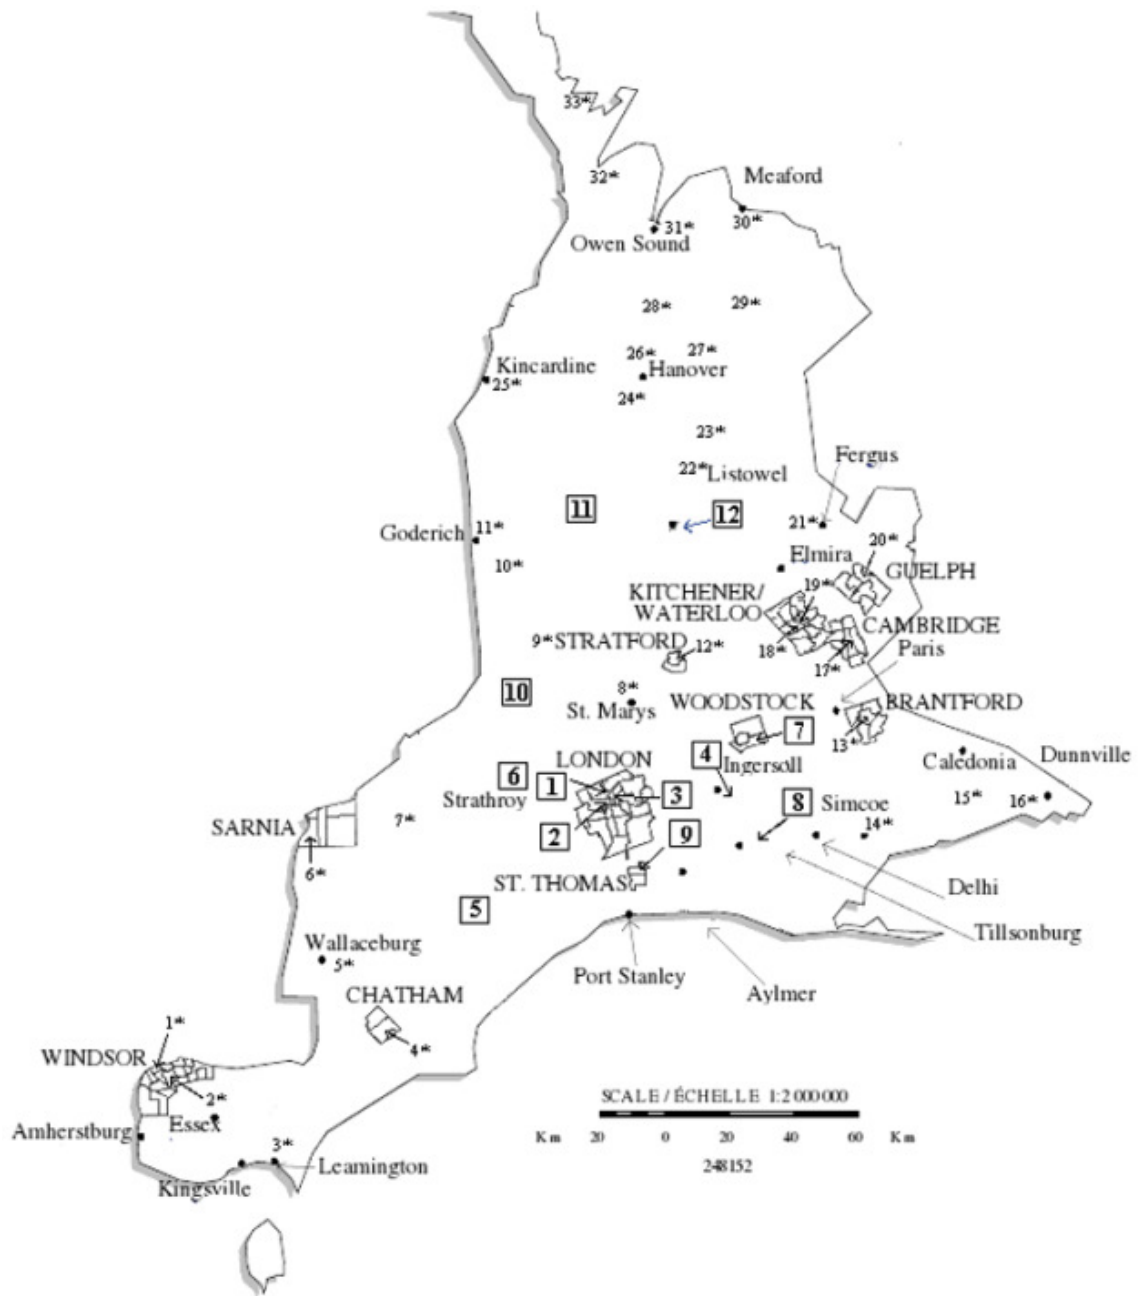 33*
32*
Meaford
30*
31*
Owen Sound
28*
29*
26*
27*
Kincardine
Hanover
25*
24*
23*
Fergus
22*
Listowel
11
12
21*
Goderich
11*
20*
10*
Elmira
GUELPH
19*
KITCHENER/
WATERLOO
CAMBRIDGE
9*
STRATFORD
12*
18*
17*
Paris
10
8*
St. Marys
WOODSTOCK
BRANTFORD
7
13*
4
LONDON
Ingersoll
Caledonia
Dunnville
6
1
3
Strathroy
8
Simcoe
15*
16*
SARNIA
7*
2
9
14*
6*
ST. THOMAS
Delhi
5
Tillsonburg
Wallaceburg
5*
Port Stanley
Aylmer
CHATHAM
1*
4*
WINDSOR
2*
SCALE / ÉCHELLE 1:2 000 000
Essex
Amherstburg
Km 20 0 20 40 60 Km
3*
Leamington
248152
Kingsville